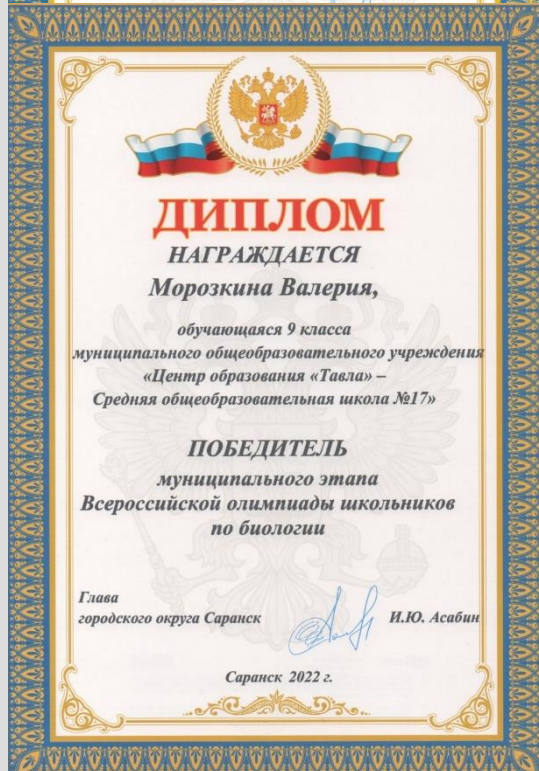 ДИПЛОМ
НАГРАЖДАЕТСЯ
Морозкина Валерия,
обучающаяся 9 класса
муниципального общеобразовательного учреждения
«Центр образования «Тавла» –
Средняя общеобразовательная школа №17»
ПОБЕДИТЕЛЬ
муниципального этапа
Всероссийской олимпиады школьников
по биологии
Глава
городского округа Саранск И.Ю. Асабин
Саранск 2022 г.